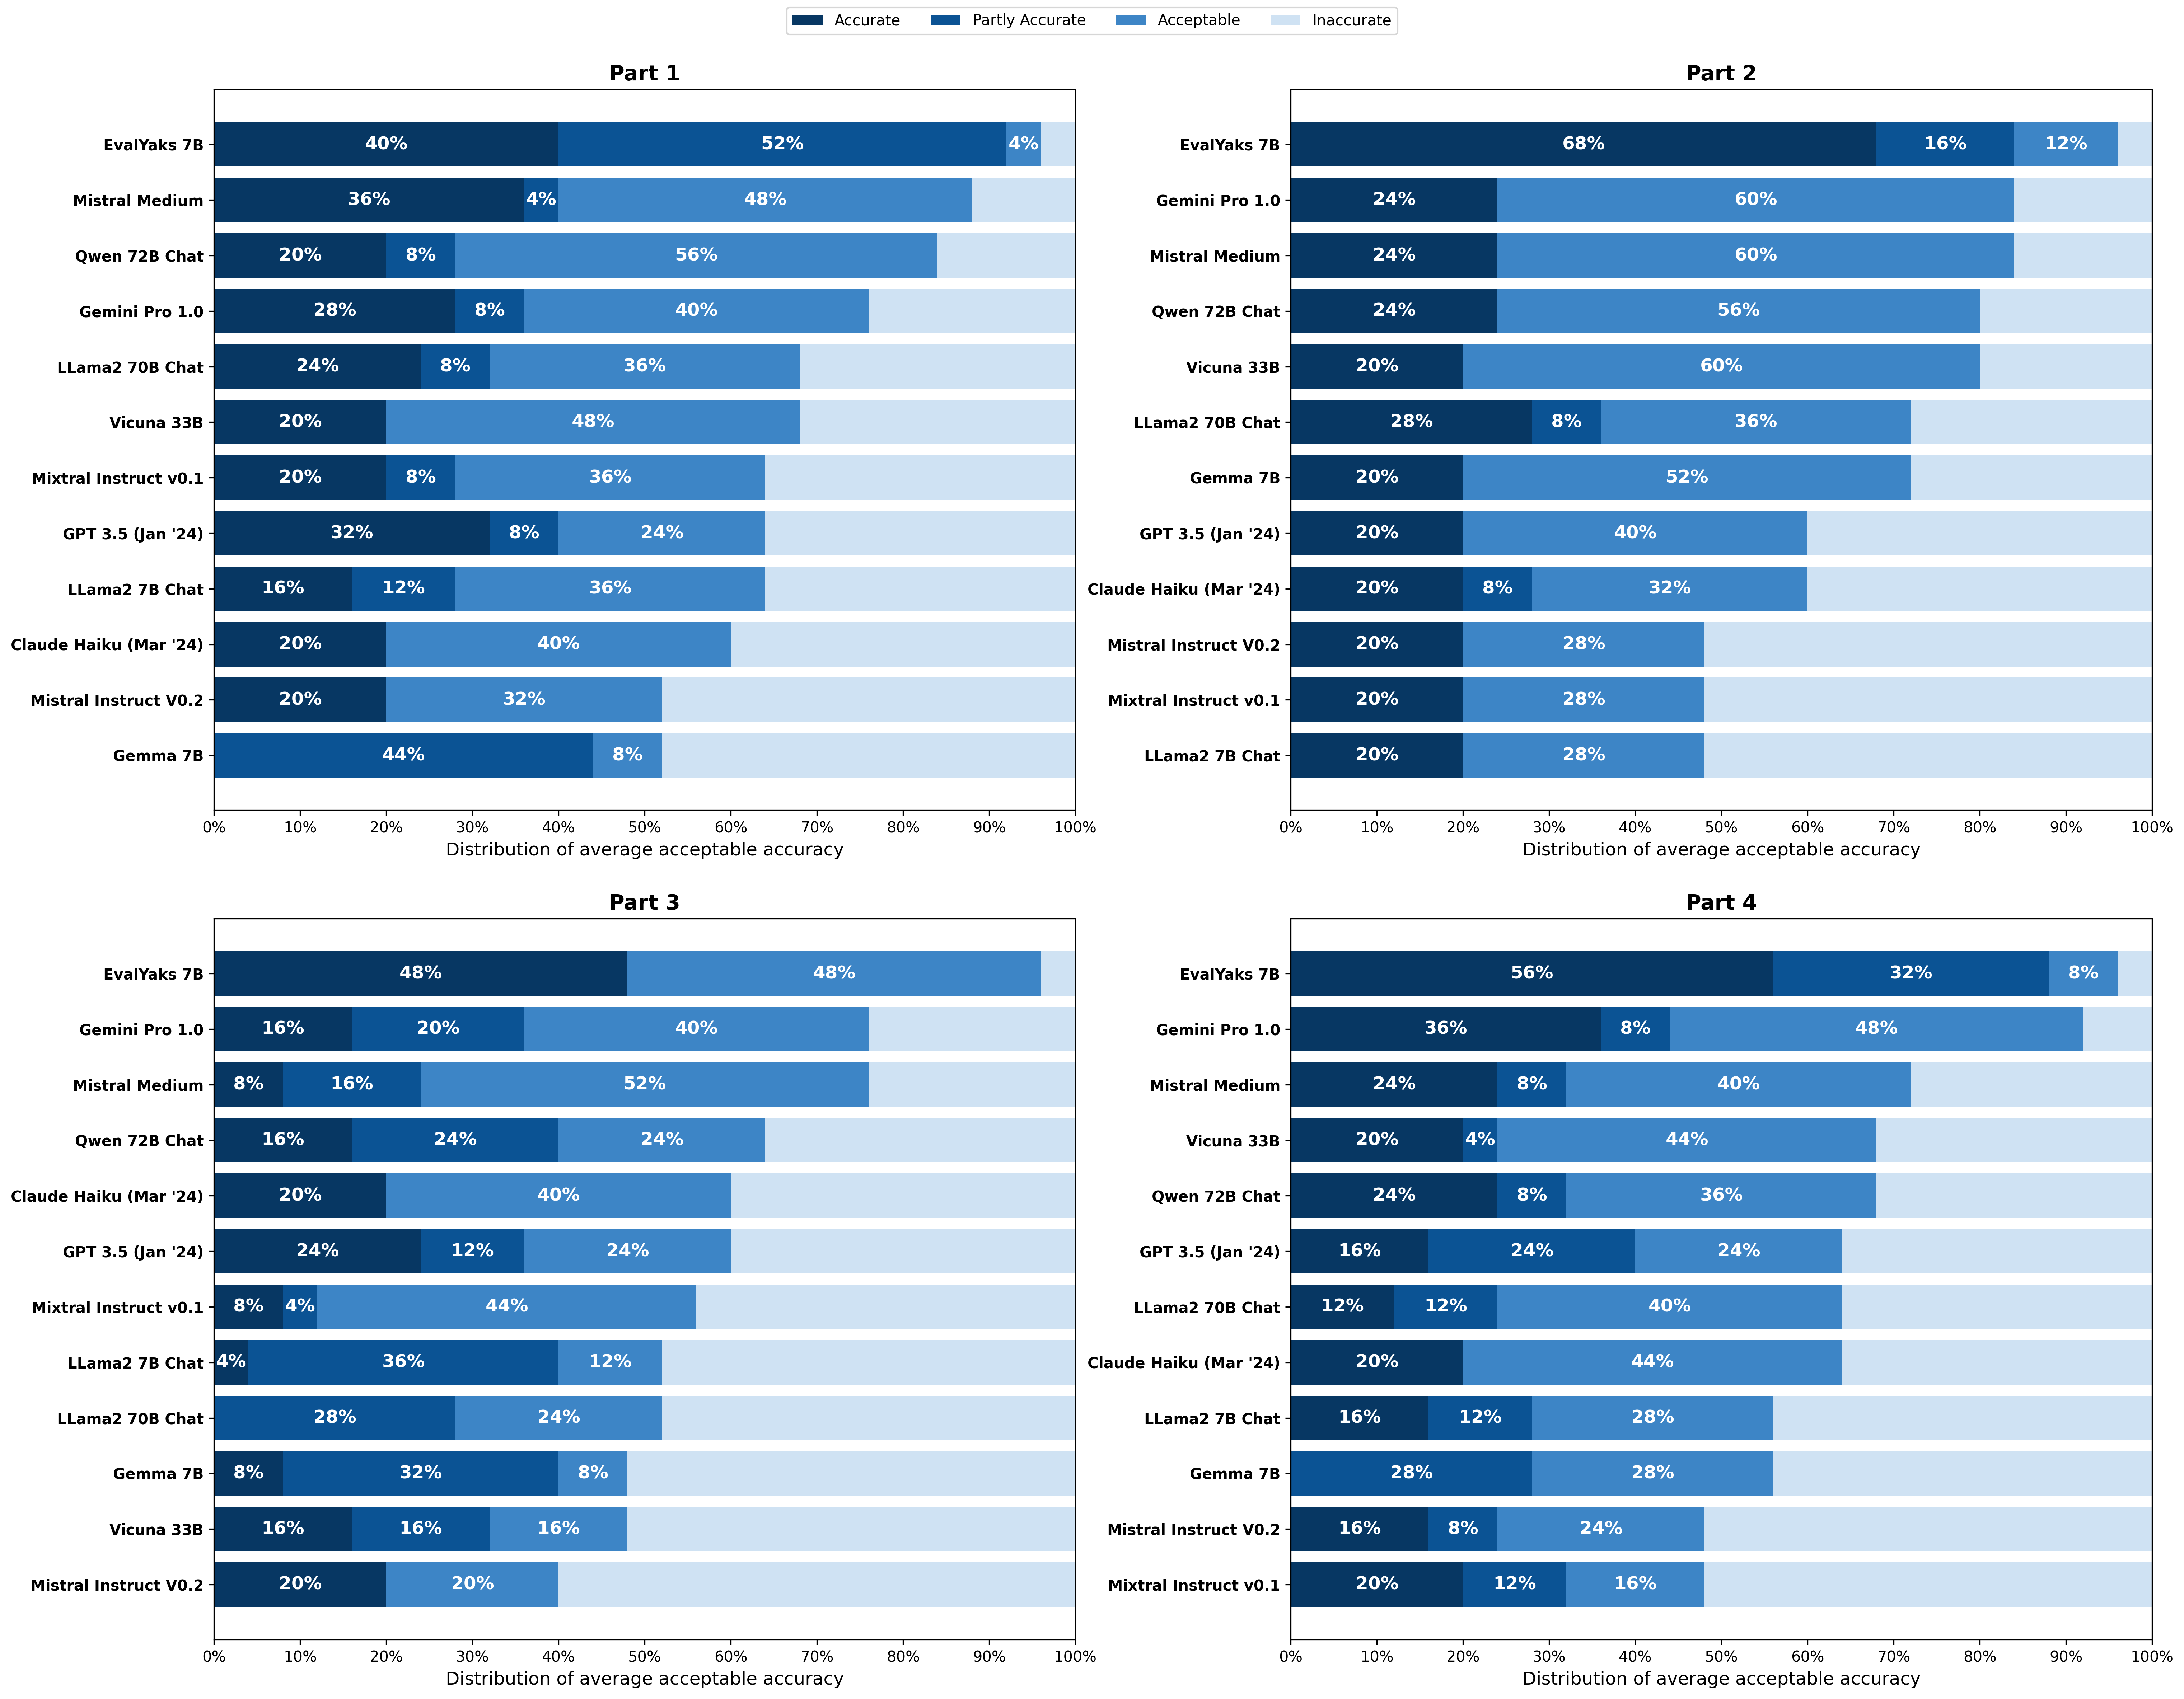 Accurate Partly Accurate Acceptable Inaccurate
Part 1
EvalYaks 7B 40% 52% 4%
Mistral Medium 36% 4% 48%
Qwen 72B Chat 20% 8% 56%
Gemini Pro 1.0 28% 8% 40%
LLama2 70B Chat 24% 8% 36%
Vicuna 33B 20% 48%
Mixtral Instruct v0.1 20% 8% 36%
GPT 3.5 (Jan '24) 32% 8% 24%
LLama2 7B Chat 16% 12% 36%
Claude Haiku (Mar '24) 20% 40%
Mistral Instruct V0.2 20% 32%
Gemma 7B 44% 8%
0% 10% 20% 30% 40% 50% 60% 70% 80% 90% 100%
Distribution of average acceptable accuracy
Part 2
EvalYaks 7B 68% 16% 12%
Gemini Pro 1.0 24% 60%
Mistral Medium 24% 60%
Qwen 72B Chat 24% 56%
Vicuna 33B 20% 60%
LLama2 70B Chat 28% 8% 36%
Gemma 7B 20% 52%
GPT 3.5 (Jan '24) 20% 40%
Claude Haiku (Mar '24) 20% 8% 32%
Mistral Instruct V0.2 20% 28%
Mixtral Instruct v0.1 20% 28%
LLama2 7B Chat 20% 28%
0% 10% 20% 30% 40% 50% 60% 70% 80% 90% 100%
Distribution of average acceptable accuracy
Part 3
EvalYaks 7B 48% 48%
Gemini Pro 1.0 16% 20% 40%
Mistral Medium 8% 16% 52%
Qwen 72B Chat 16% 24% 24%
Claude Haiku (Mar '24) 20% 40%
GPT 3.5 (Jan '24) 24% 12% 24%
Mixtral Instruct v0.1 8% 4% 44%
LLama2 7B Chat 4% 36% 12%
LLama2 70B Chat 28% 24%
Gemma 7B 8% 32% 8%
Vicuna 33B 16% 16% 16%
Mistral Instruct V0.2 20% 20%
0% 10% 20% 30% 40% 50% 60% 70% 80% 90% 100%
Distribution of average acceptable accuracy
Part 4
EvalYaks 7B 56% 32% 8%
Gemini Pro 1.0 36% 8% 48%
Mistral Medium 24% 8% 40%
Vicuna 33B 20% 4% 44%
Qwen 72B Chat 24% 8% 36%
GPT 3.5 (Jan '24) 16% 24% 24%
LLama2 70B Chat 12% 12% 40%
Claude Haiku (Mar '24) 20% 44%
LLama2 7B Chat 16% 12% 28%
Gemma 7B 28% 28%
Mistral Instruct V0.2 16% 8% 24%
Mixtral Instruct v0.1 20% 12% 16%
0% 10% 20% 30% 40% 50% 60% 70% 80% 90% 100%
Distribution of average acceptable accuracy